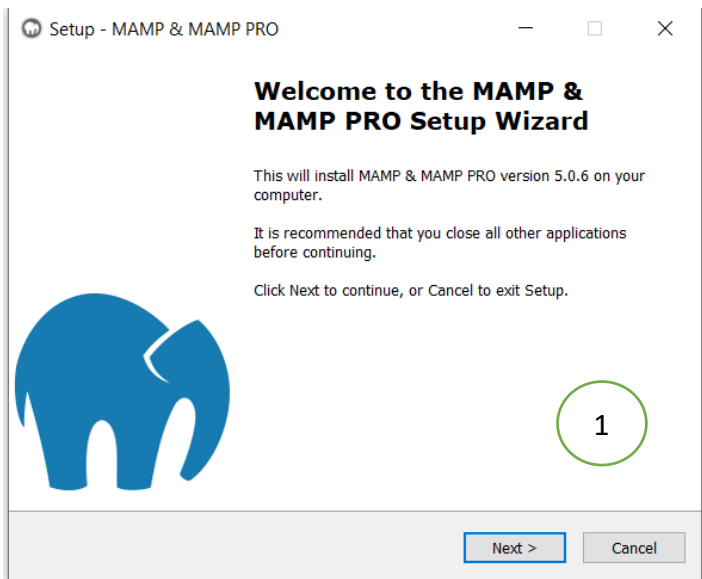 Setup - MAMP & MAMP PRO
Welcome to the MAMP &
MAMP PRO Setup Wizard
This will install MAMP & MAMP PRO version 5.0.6 on your
computer.
It is recommended that you close all other applications
before continuing.
Click Next to continue, or Cancel to exit Setup.
1
Next >
Cancel